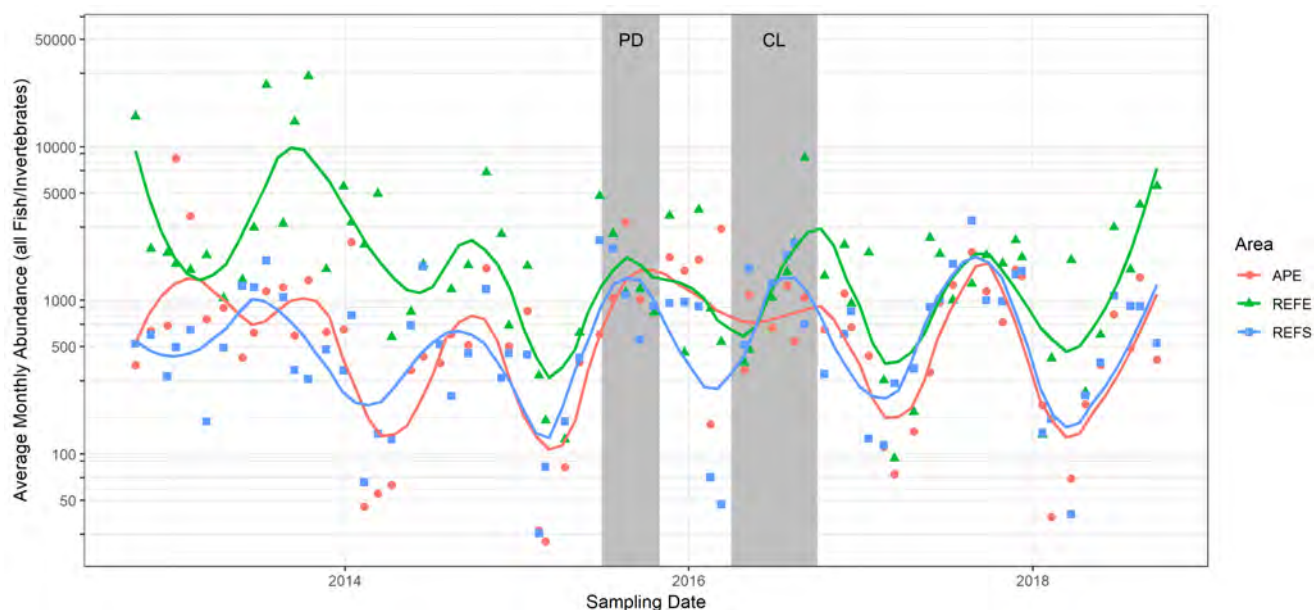 Average Monthly Abundance (all Fish/Invertebrates)
50000
10000
5000
1000
500
100
50
PD
CL
2014
2016
2018
Sampling Date
Area
APE
REFE
REFS